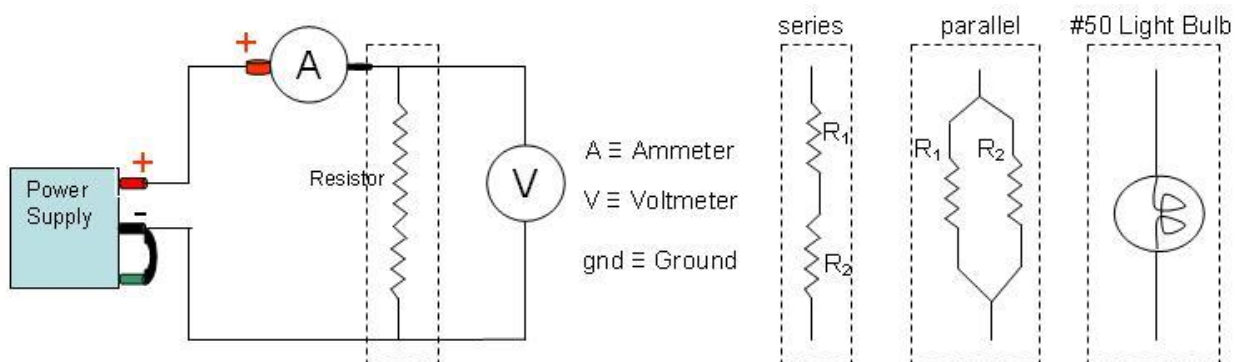 series
parallel
#50 Light Bulb
+
A
+
Power
Supply
-
Resistor
V
A ≡ Ammeter
V ≡ Voltmeter
gnd ≡ Ground
R₁
R₂
R₁
R₂